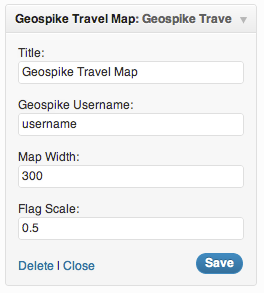 Geospike Travel Map: Geospike Trave
Title:
Geospike Travel Map
Geospike Username:
username
Map Width:
300
Flag Scale:
0.5
Delete | Close
Save